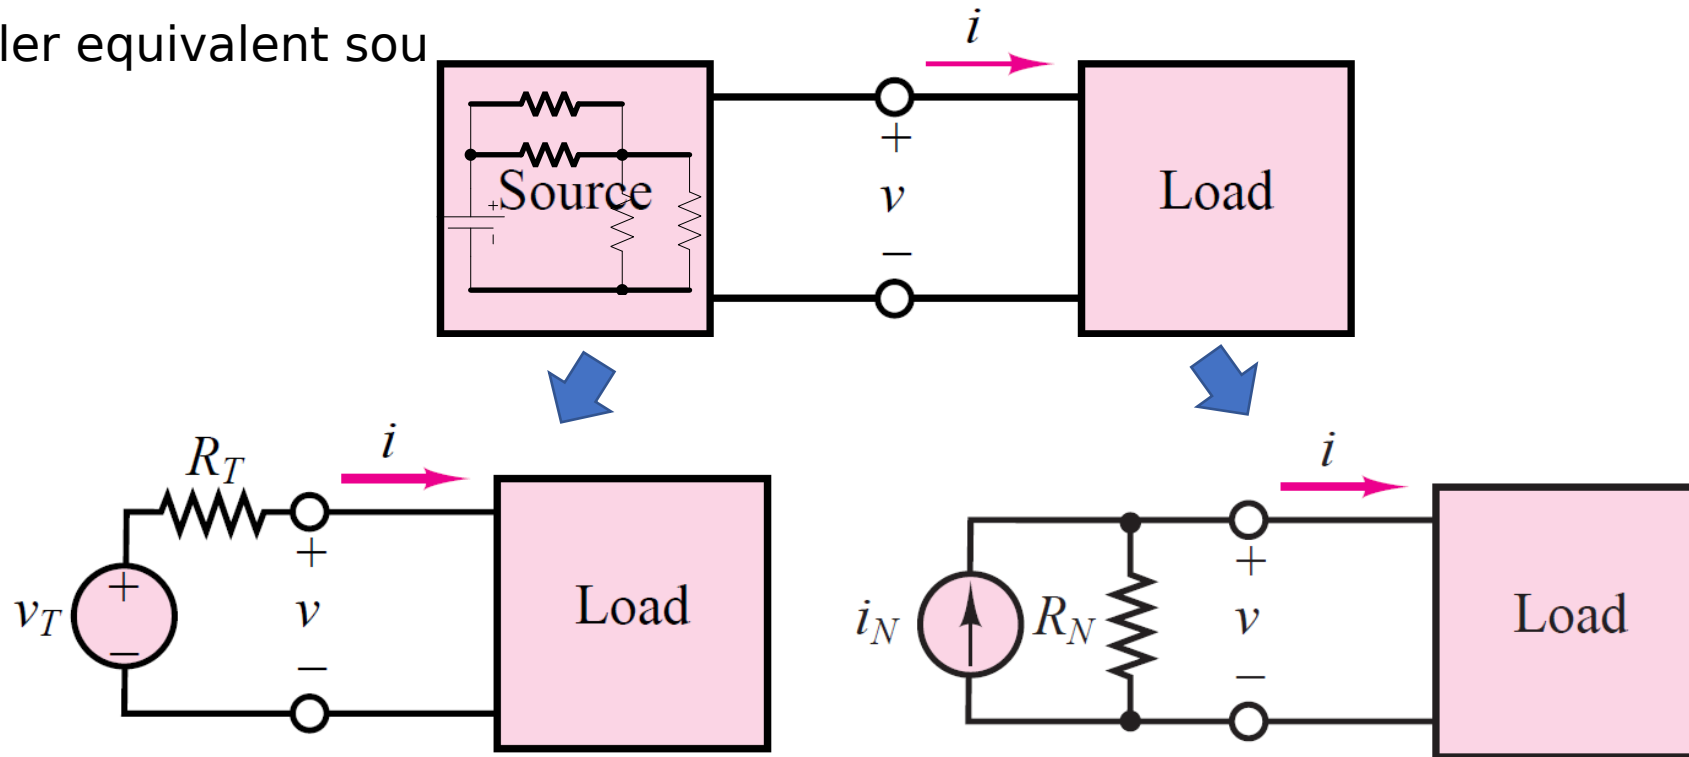 ler equivalent sou
i
Source
+
-
+
v
−
Load
R_T
i
v_T
+
−
+
v
−
Load
i
i_N
R_N
+
v
−
Load